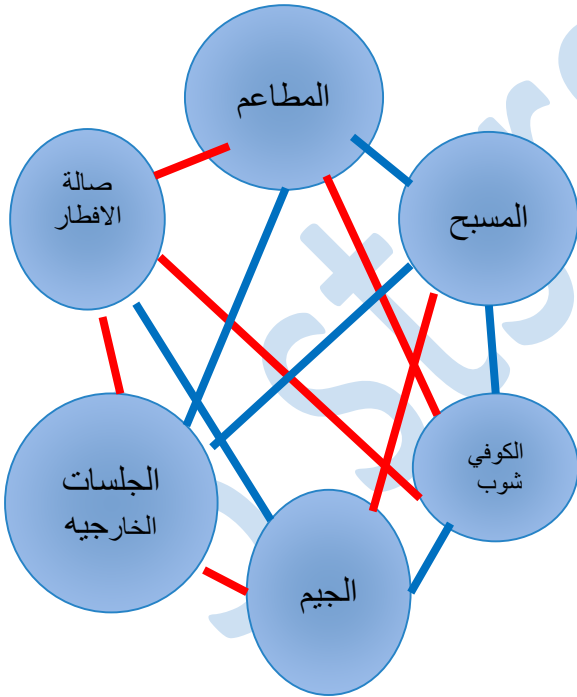 المطاعم
صالة
الافطار
المسبح
الكوفي
شوب
الجلسات
الخارجيه
الجيم